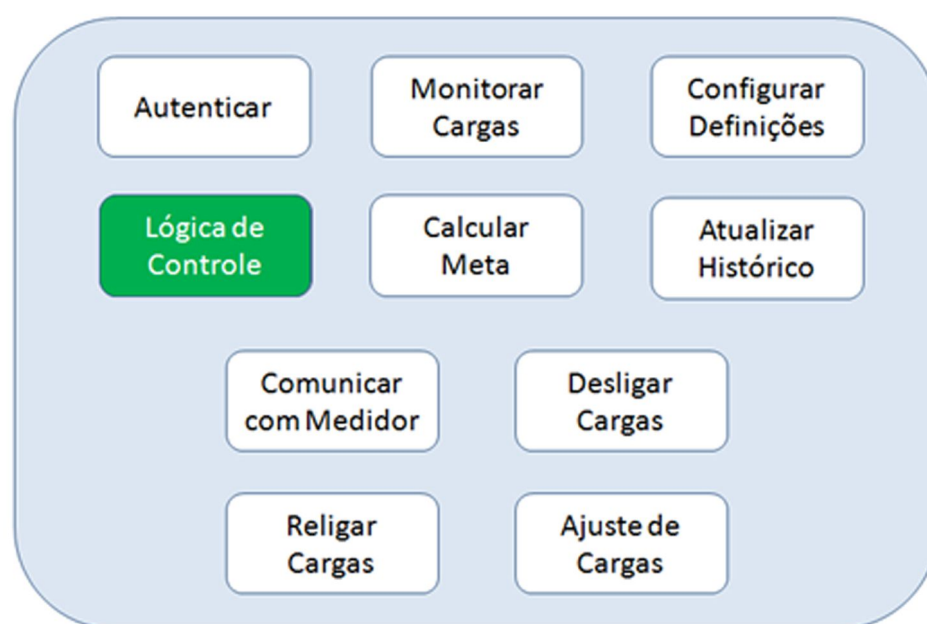 Autenticar
Monitorar
Cargas
Configurar
Definições
Lógica de
Controle
Calcular
Meta
Atualizar
Histórico
Comunicar
com Medidor
Desligar
Cargas
Religar
Cargas
Ajuste de
Cargas